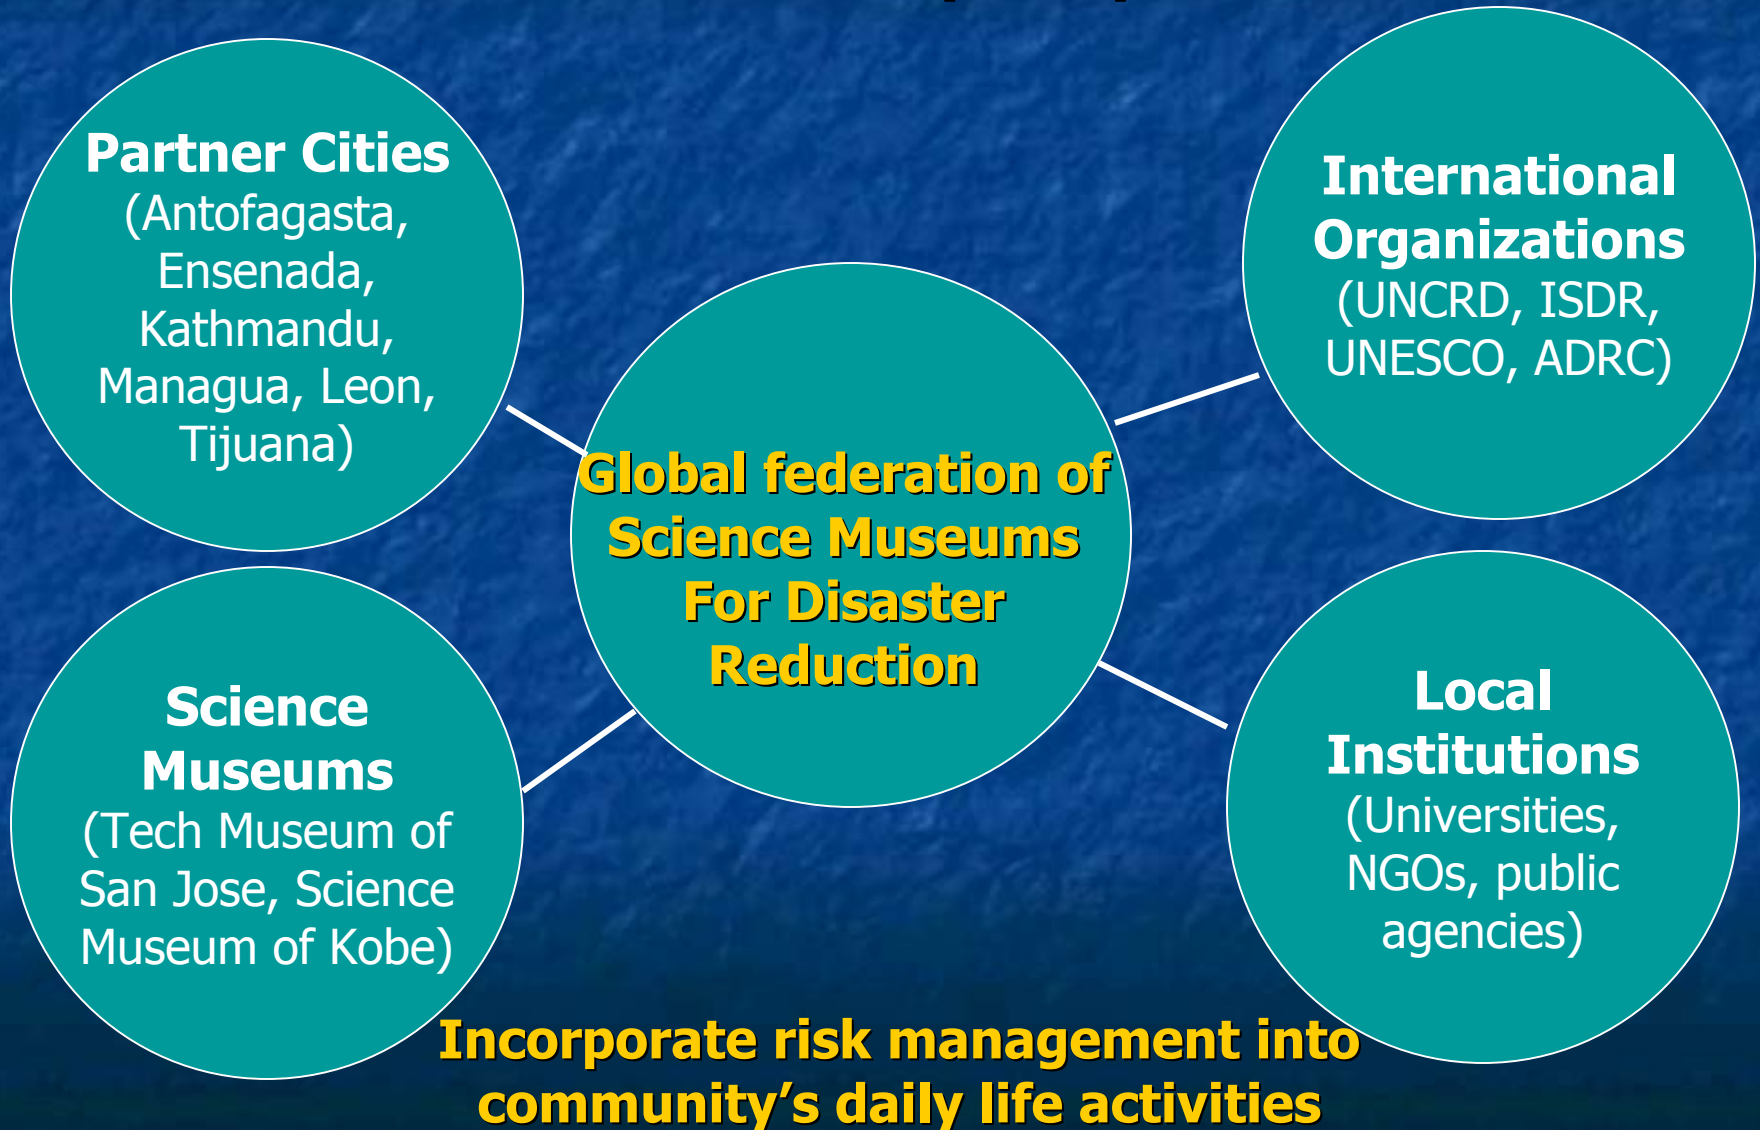 Partner Cities
(Antofagasta,
Ensenada,
Kathmandu,
Managua, Leon,
Tijuana)
International
Organizations
(UNCRD, ISDR,
UNESCO, ADRC)
Global federation of
Science Museums
For Disaster
Reduction
Science
Museums
(Tech Museum of
San Jose, Science
Museum of Kobe)
Local
Institutions
(Universities,
NGOs, public
agencies)
Incorporate risk management into
community’s daily life activities